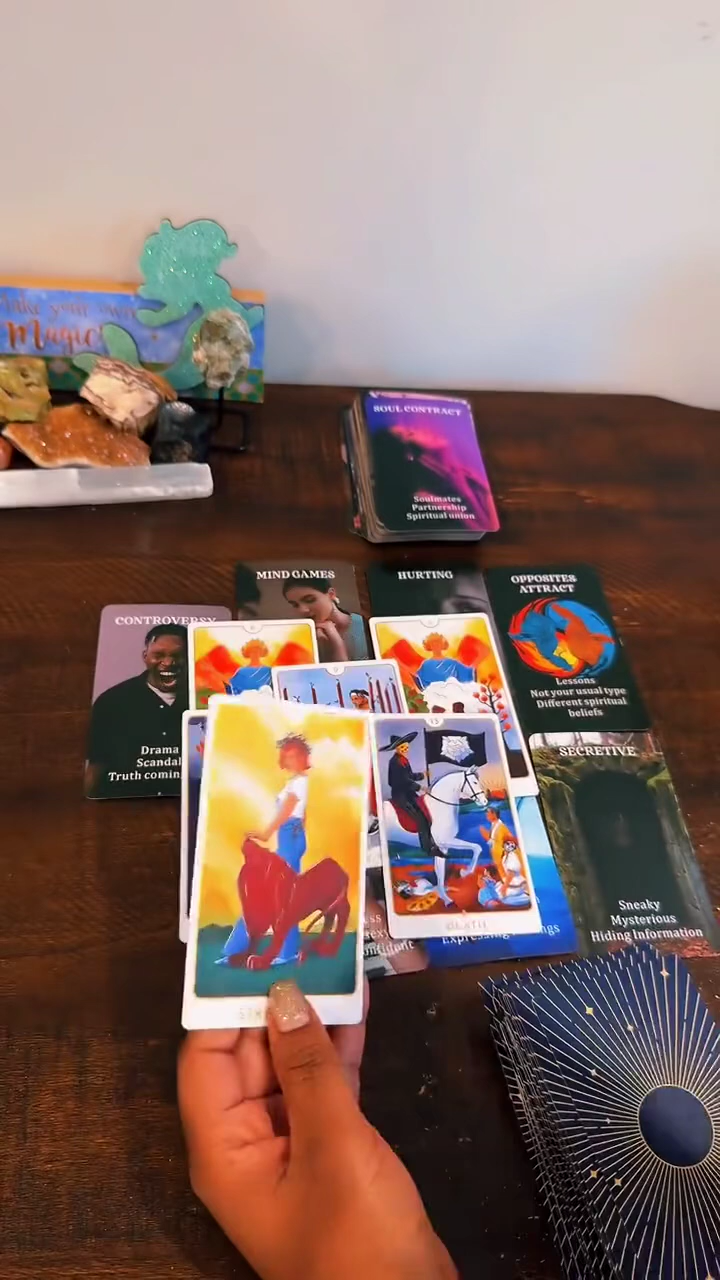 Make your own
Magic
SOUL CONTRACT
Soulmates
Partnership
Spiritual union
MIND GAMES
HURTING
OPPOSITES
ATTRACT
Lessons
Not your usual type
Different spiritual
beliefs
CONTROVERSY
Drama
Scandal
Truth coming
SECRETIVE
Sneaky
Mysterious
Hiding Information
13
DEATH
Expressing